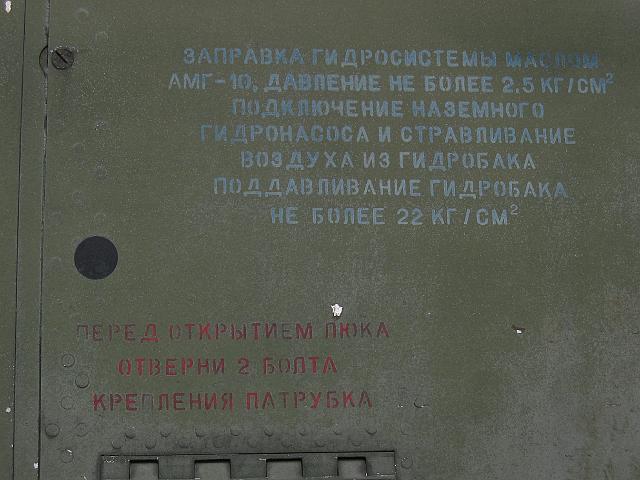 ЗАПРАВКА ГИДРОСИСТЕМЫ МАСЛОМ
АМГ-10, ДАВЛЕНИЕ НЕ БОЛЕЕ 2.5 КГ/СМ²
ПОДКЛЮЧЕНИЕ НАЗЕМНОГО
ГИДРОНАСОСА И СТРАВЛИВАНИЕ
ВОЗДУХА ИЗ ГИДРОБАКА
ПОДДАВЛИВАНИЕ ГИДРОБАКА
НЕ БОЛЕЕ 22 КГ/СМ²
ПЕРЕД ОТКРЫТИЕМ ЛЮКА
ОТВЕРНИ 2 БОЛТА
КРЕПЛЕНИЯ ПАТРУБКА